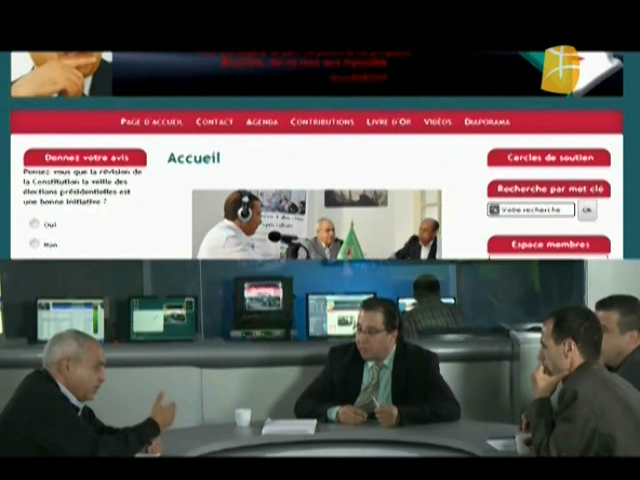 PAGE D'ACCUEIL CONTACT AGENDA CONTRIBUTIONS LIVRE D'OR VIDÉOS DIAPORAMA
Donnez votre avis
Pensez vous que la révision de
la Constitution la veille des
élections présidentielles est
une bonne initiative ?
Oui
Non
Accueil
Cercles de soutien
Recherche par mot clé
Votre recherche
Ok
Espace membres